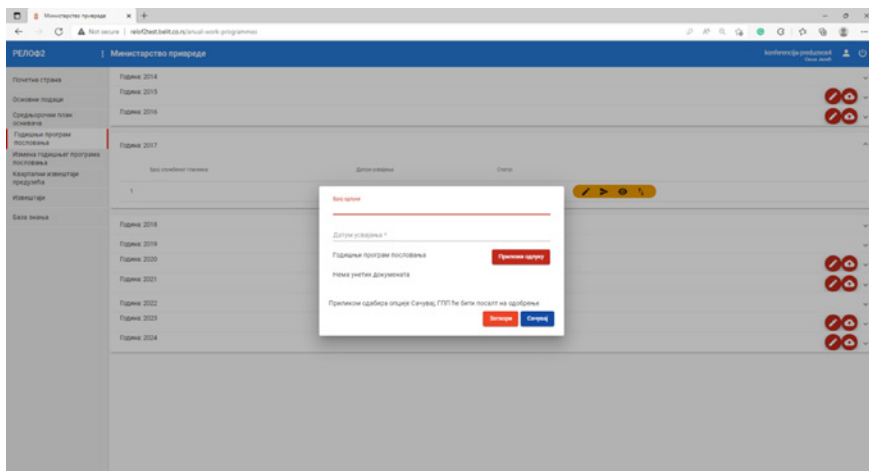 Министарство привреде
Not secure | relof2test.belit.co.rs/anual-work-programmes
РЕЛОФ2 | Министарство привреде
konferencija-preduzece4
Почетна страна
Основни подаци
Средњорочни план оснивача
Годишњи програм пословања
Измена годишњег програма пословања
Квартални извештаји предузећа
Извештаји
База знања
Година: 2014
Година: 2015
Година: 2016
Година: 2017
Број службеног гласника
Датум усвајања
Статус
1
Година: 2018
Година: 2019
Година: 2020
Година: 2021
Година: 2022
Година: 2023
Година: 2024
Број одлуке
Датум усвајања *
Годишњи програм пословања
Приложи одлуку
Нема унетих докумената
Приликом одабира опције Сачувај, ГПП ће бити посалт на одобрење
Затвори
Сачувај